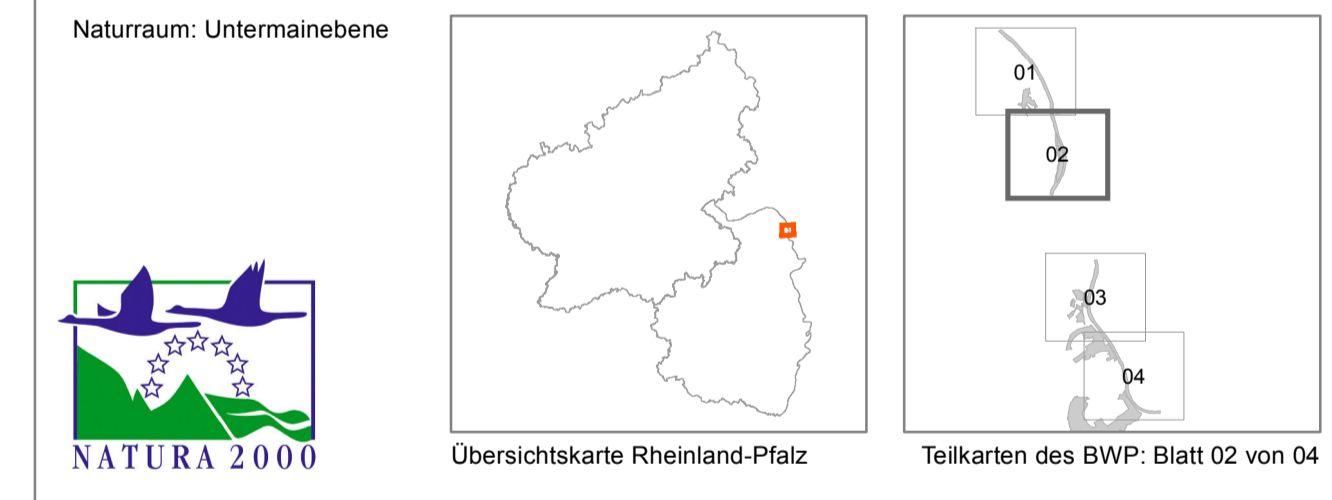 Naturraum: Untermainebene
01
02
03
04
NATURA 2000
Übersichtskarte Rheinland-Pfalz
Teilkarten des BWP: Blatt 02 von 04